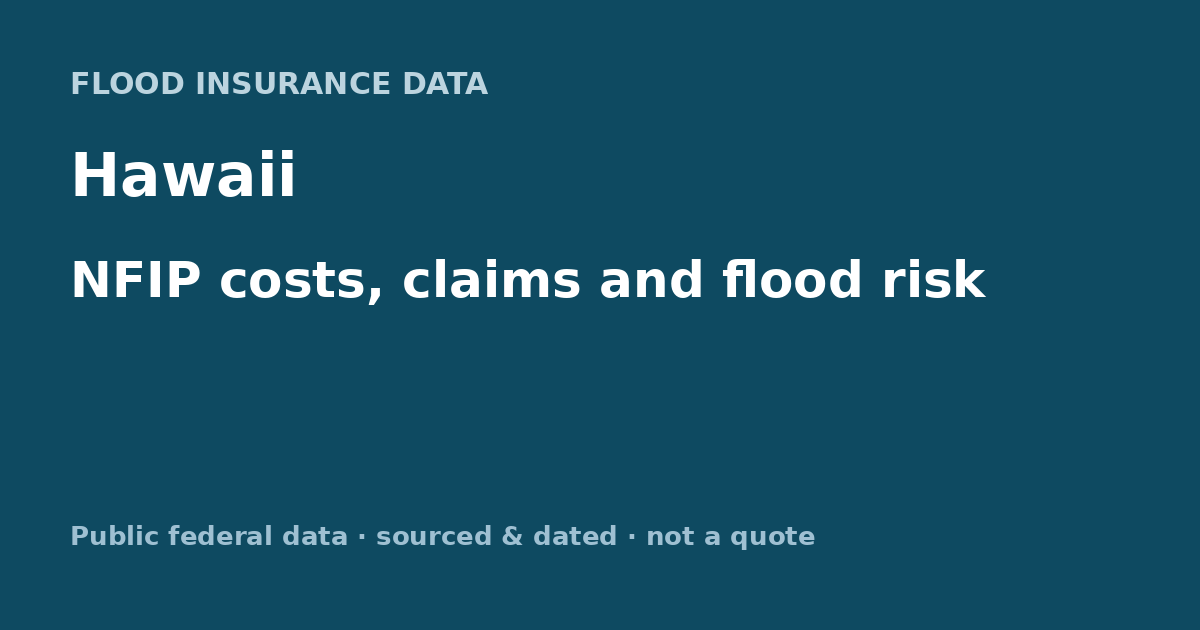 FLOOD INSURANCE DATA
Hawaii
NFIP costs, claims and flood risk
Public federal data · sourced & dated · not a quote